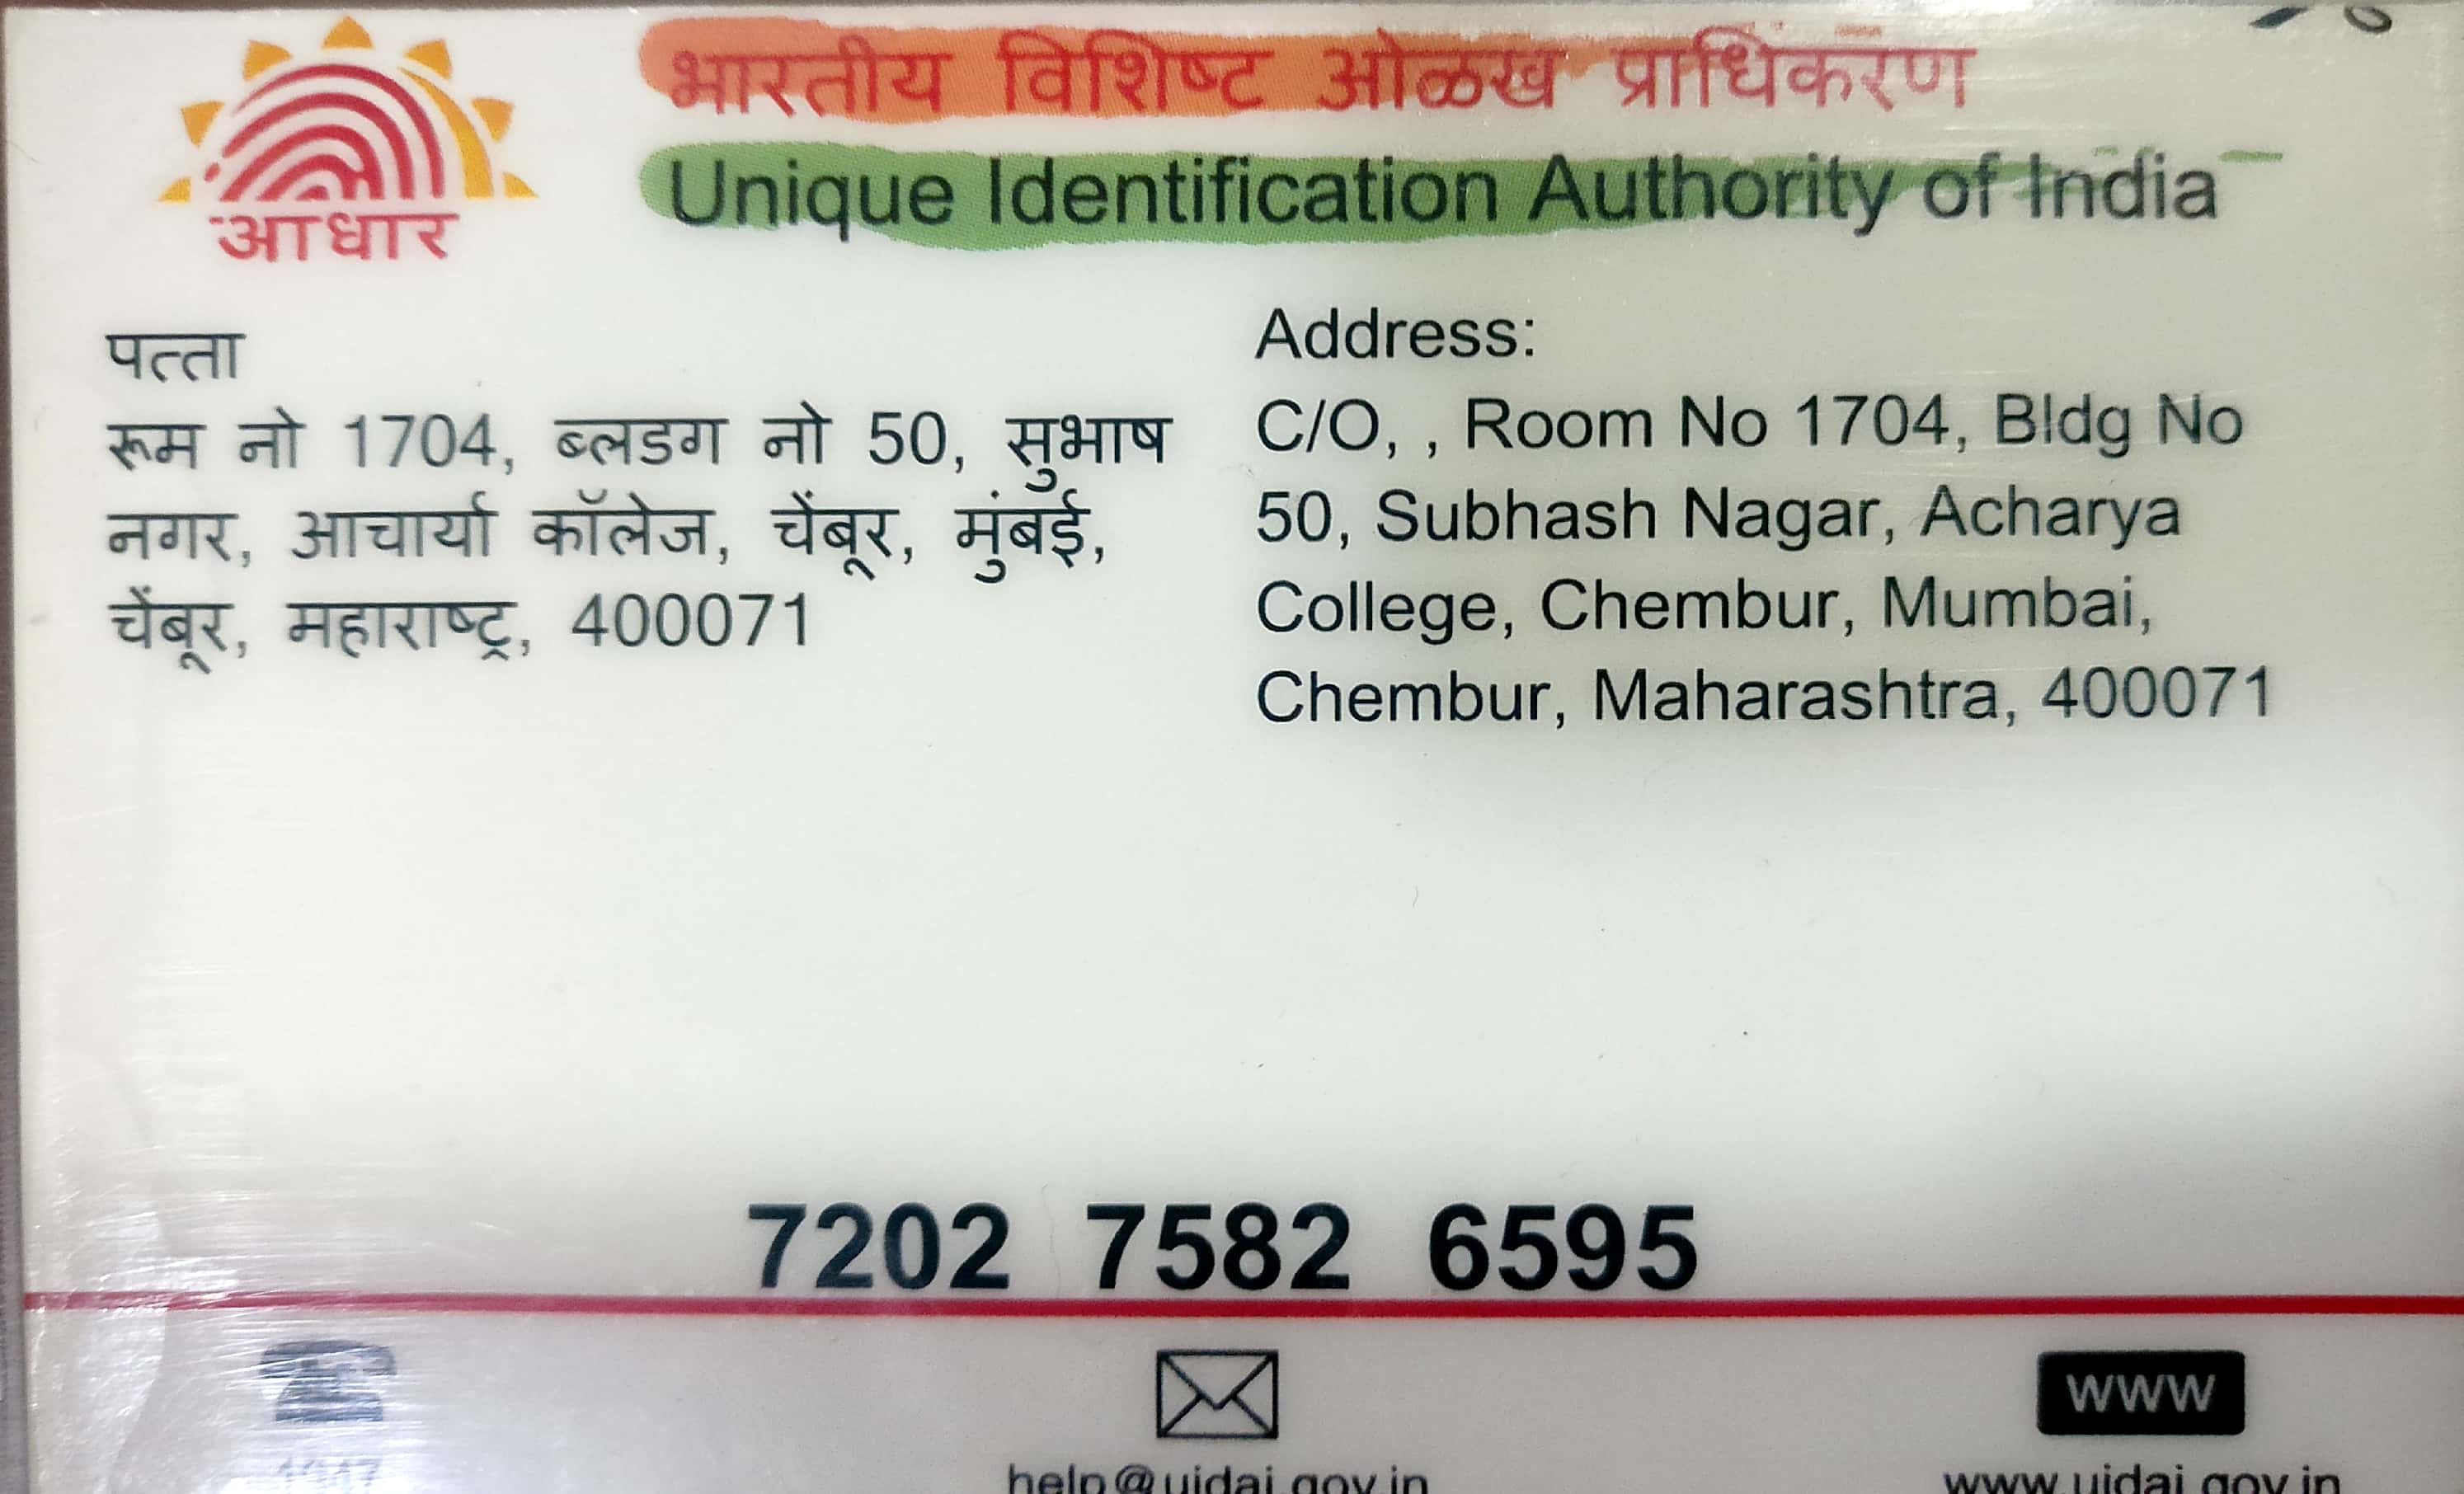 भारतीय विशिष्ट ओळख प्राधिकरण
Unique Identification Authority of India
आधार
पत्ता
रूम नो 1704, ब्लडग नो 50, सुभाष
नगर, आचार्या कॉलेज, चेंबूर, मुंबई,
चेंबूर, महाराष्ट्र, 400071
Address:
C/O, , Room No 1704, Bldg No
50, Subhash Nagar, Acharya
College, Chembur, Mumbai,
Chembur, Maharashtra, 400071
7202 7582 6595
1947
help@uidai.gov.in
www
www.uidai.gov.in